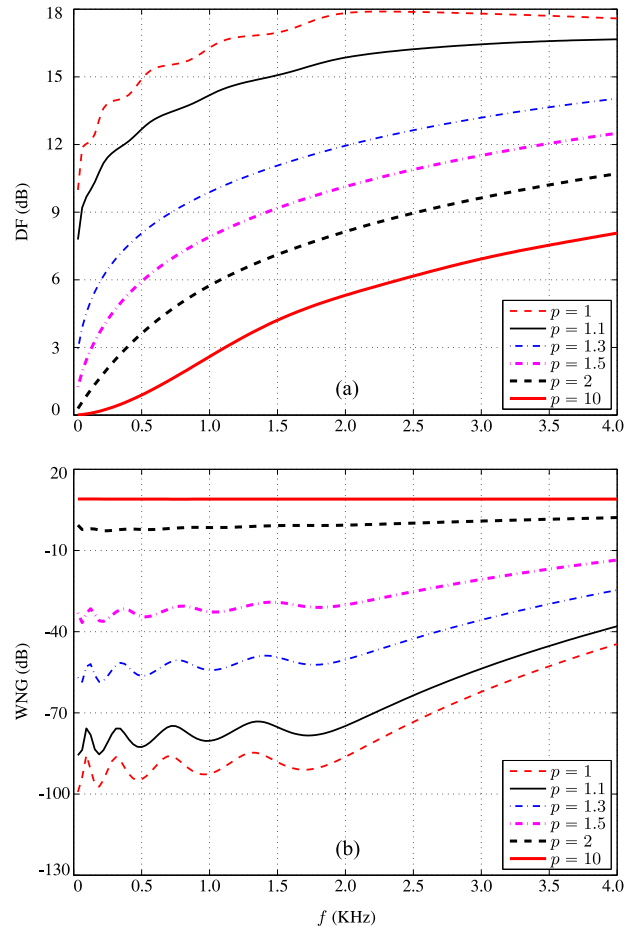 18
15
12
9
6
3
0
DF (dB)
0
0.5
1.0
1.5
2.0
2.5
3.0
3.5
4.0
(a)
p = 1
p = 1.1
p = 1.3
p = 1.5
p = 2
p = 10
20
-10
-40
-70
-100
-130
WNG (dB)
0
0.5
1.0
1.5
2.0
2.5
3.0
3.5
4.0
(b)
p = 1
p = 1.1
p = 1.3
p = 1.5
p = 2
p = 10
f (KHz)